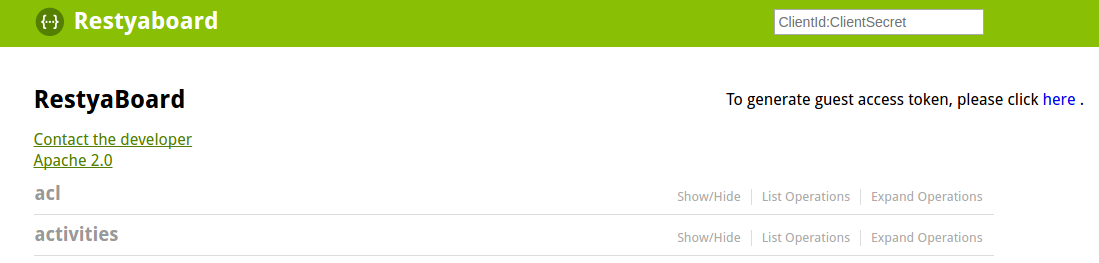 {··} Restyaboard
ClientId:ClientSecret
RestyaBoard
To generate guest access token, please click here .
Contact the developer
Apache 2.0
acl Show/Hide List Operations Expand Operations
activities Show/Hide List Operations Expand Operations